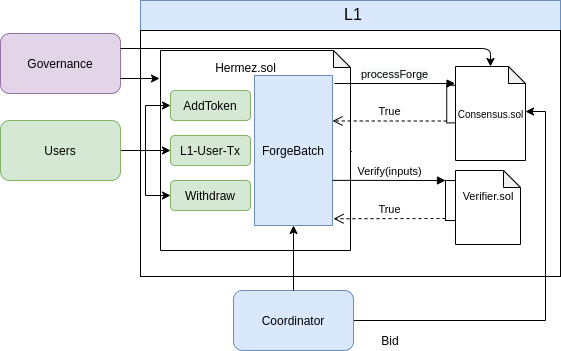 L1
Governance
Hermez.sol
processForge
AddToken
True
Consensus.sol
Users
L1-User-Tx
ForgeBatch
Verify(inputs)
Withdraw
Verifier.sol
True
Coordinator
Bid